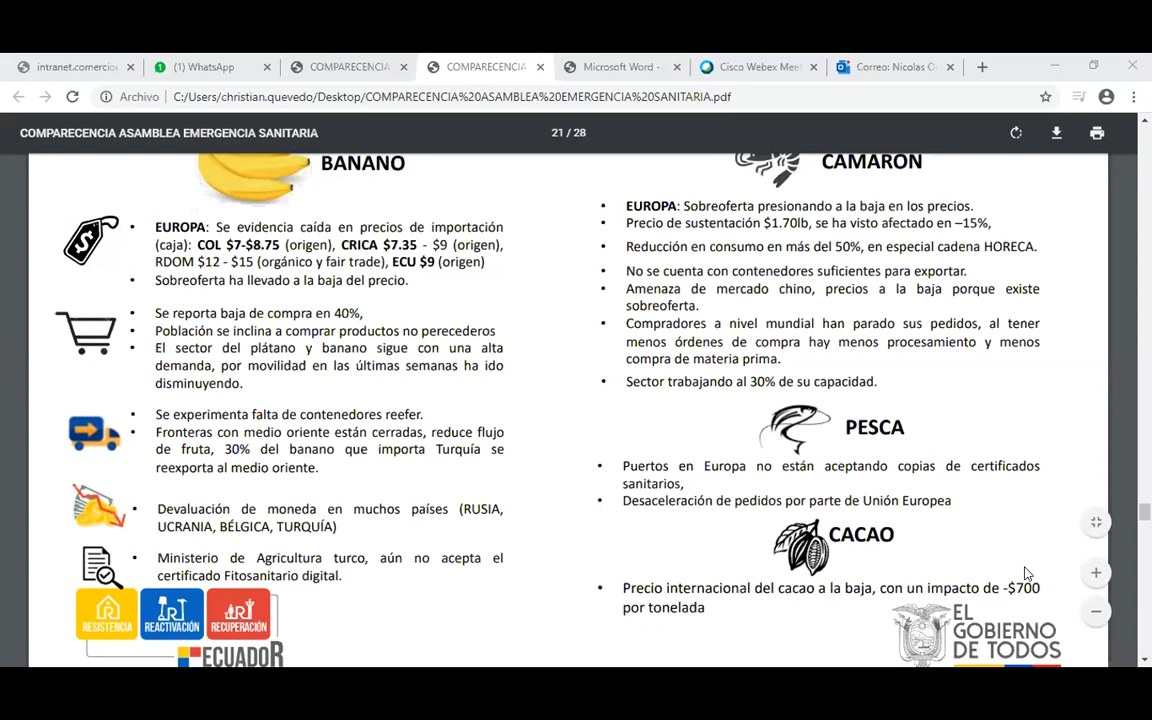 intranet.comercioe
(1) WhatsApp
COMPARECENCIA
COMPARECENCIA
Microsoft Word -
Cisco Webex Meet
Correo: Nicolas O
Archivo
C:/Users/christian.quevedo/Desktop/COMPARECENCIA%20ASAMBLEA%20EMERGENCIA%20SANITARIA.pdf
COMPARECENCIA ASAMBLEA EMERGENCIA SANITARIA
21 / 28
BANANO
• EUROPA: Se evidencia caída en precios de importación
(caja): COL $7-$8.75 (origen), CRICA $7.35 - $9 (origen),
RDOM $12 - $15 (orgánico y fair trade), ECU $9 (origen)
• Sobreoferta ha llevado a la baja del precio.
• Se reporta baja de compra en 40%,
• Población se inclina a comprar productos no perecederos
• El sector del plátano y banano sigue con una alta
demanda, por movilidad en las últimas semanas ha ido
disminuyendo.
• Se experimenta falta de contenedores reefer.
• Fronteras con medio oriente están cerradas, reduce flujo
de fruta, 30% del banano que importa Turquía se
reexporta al medio oriente.
• Devaluación de moneda en muchos países (RUSIA,
UCRANIA, BÉLGICA, TURQUÍA)
• Ministerio de Agricultura turco, aún no acepta el
certificado Fitosanitario digital.
RESISTENCIA
REACTIVACIÓN
RECUPERACIÓN
ECUADOR
CAMARON
• EUROPA: Sobreoferta presionando a la baja en los precios.
• Precio de sustentación $1.70lb, se ha visto afectado en –15%,
• Reducción en consumo en más del 50%, en especial cadena HORECA.
• No se cuenta con contenedores suficientes para exportar.
• Amenaza de mercado chino, precios a la baja porque existe
sobreoferta.
• Compradores a nivel mundial han parado sus pedidos, al tener
menos órdenes de compra hay menos procesamiento y menos
compra de materia prima.
• Sector trabajando al 30% de su capacidad.
PESCA
• Puertos en Europa no están aceptando copias de certificados
sanitarios,
• Desaceleración de pedidos por parte de Unión Europea
CACAO
• Precio internacional del cacao a la baja, con un impacto de -$700
por tonelada
EL
GOBIERNO
DE TODOS